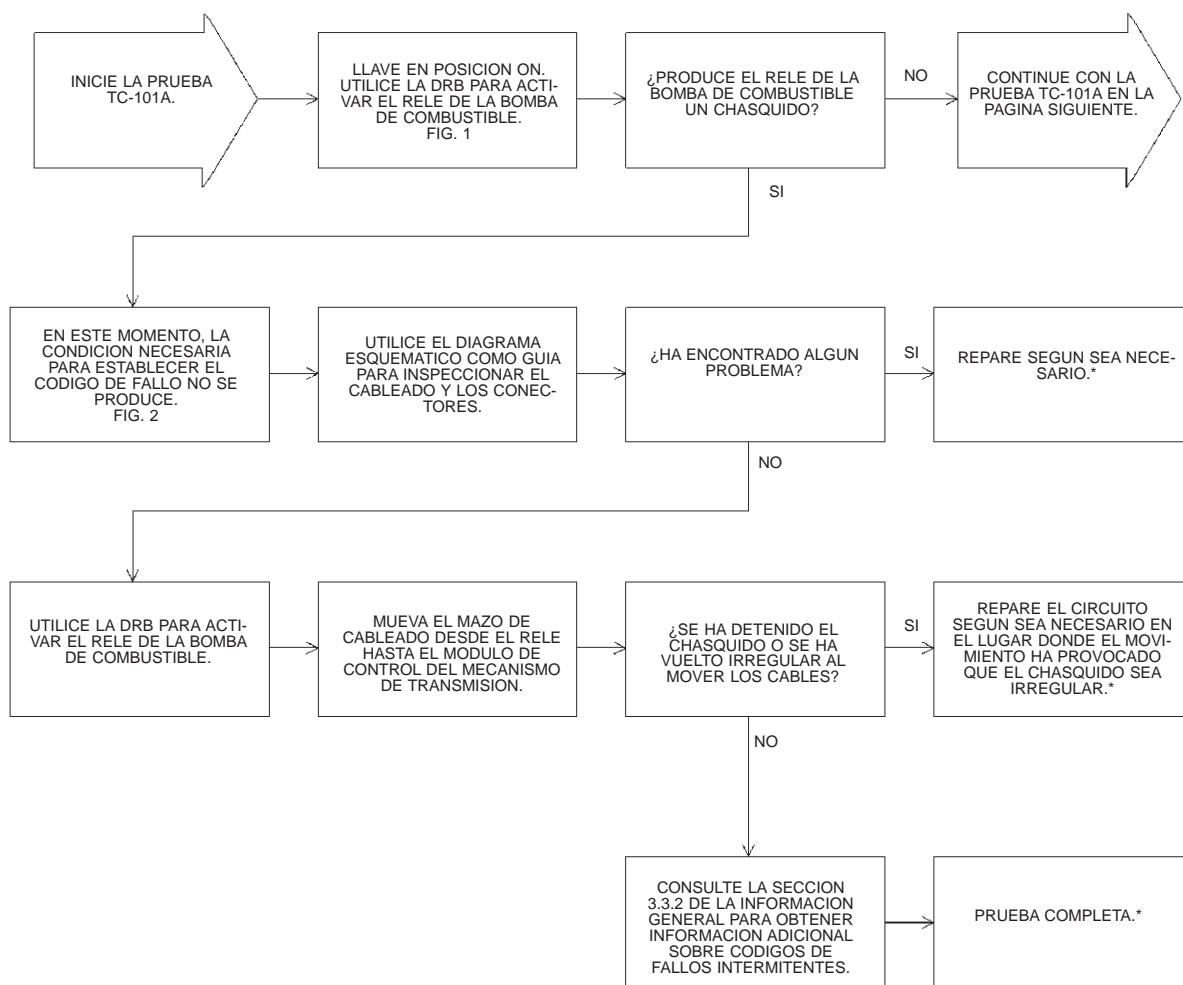 INICIE LA PRUEBA
TC-101A.
LLAVE EN POSICION ON.
UTILICE LA DRB PARA ACTI-
VAR EL RELE DE LA BOMBA
DE COMBUSTIBLE.
FIG. 1
¿PRODUCE EL RELE DE LA
BOMBA DE COMBUSTIBLE
UN CHASQUIDO?
NO
CONTINUE CON LA
PRUEBA TC-101A EN LA
PAGINA SIGUIENTE.
SI
EN ESTE MOMENTO, LA
CONDICION NECESARIA
PARA ESTABLECER EL
CODIGO DE FALLO NO SE
PRODUCE.
FIG. 2
UTILICE EL DIAGRAMA
ESQUEMATICO COMO GUIA
PARA INSPECCIONAR EL
CABLEADO Y LOS CONEC-
TORES.
¿HA ENCONTRADO ALGUN
PROBLEMA?
SI
REPARE SEGUN SEA NECE-
SARIO.*
NO
UTILICE LA DRB PARA ACTI-
VAR EL RELE DE LA BOMBA
DE COMBUSTIBLE.
MUEVA EL MAZO DE
CABLEADO DESDE EL RELE
HASTA EL MODULO DE
CONTROL DEL MECANISMO
DE TRANSMISION.
¿SE HA DETENIDO EL
CHASQUIDO O SE HA
VUELTO IRREGULAR AL
MOVER LOS CABLES?
SI
REPARE EL CIRCUITO
SEGUN SEA NECESARIO EN
EL LUGAR DONDE EL MOVI-
MIENTO HA PROVOCADO
QUE EL CHASQUIDO SEA
IRREGULAR.*
NO
CONSULTE LA SECCION
3.3.2 DE LA INFORMACION
GENERAL PARA OBTENER
INFORMACION ADICIONAL
SOBRE CODIGOS DE
FALLOS INTERMITENTES.
PRUEBA COMPLETA.*